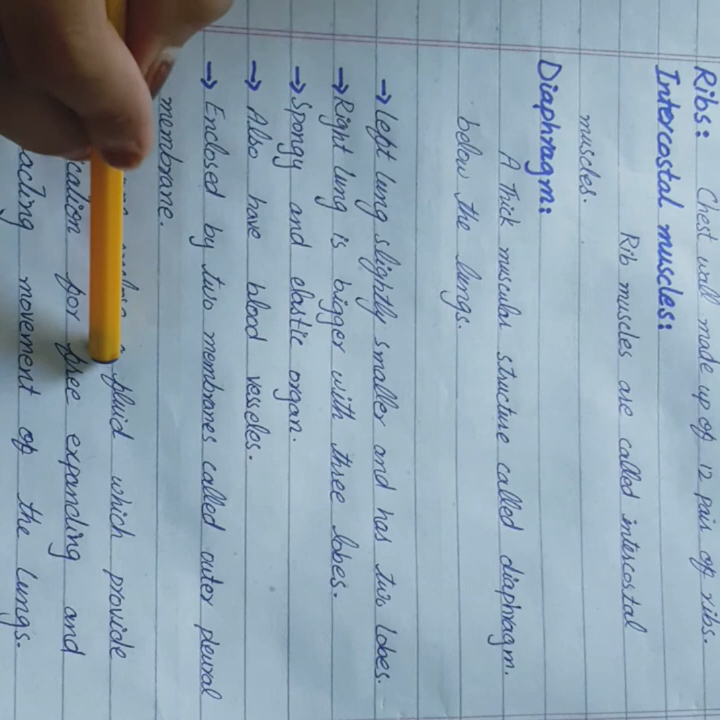 Ribs: Chest wall made up of 12 pair of ribs.
Intercostal muscles:
Rib muscles are called intercostal
muscles.
Diaphragm:
A thick muscular structure called diaphragm.
below the lungs.
→ Left lung slightly smaller and has two lobes.
→ Right lung is bigger with three lobes.
→ Spongy and elastic organ.
→ Also have blood vesseles.
→ Enclosed by two membranes called outer pleural
membrane.
fluid which provide
for free expanding and
movement of the lungs.